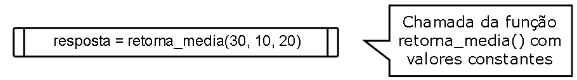 resposta = retorna_media(30, 10, 20)
Chamada da função
retorna_media() com
valores constantes